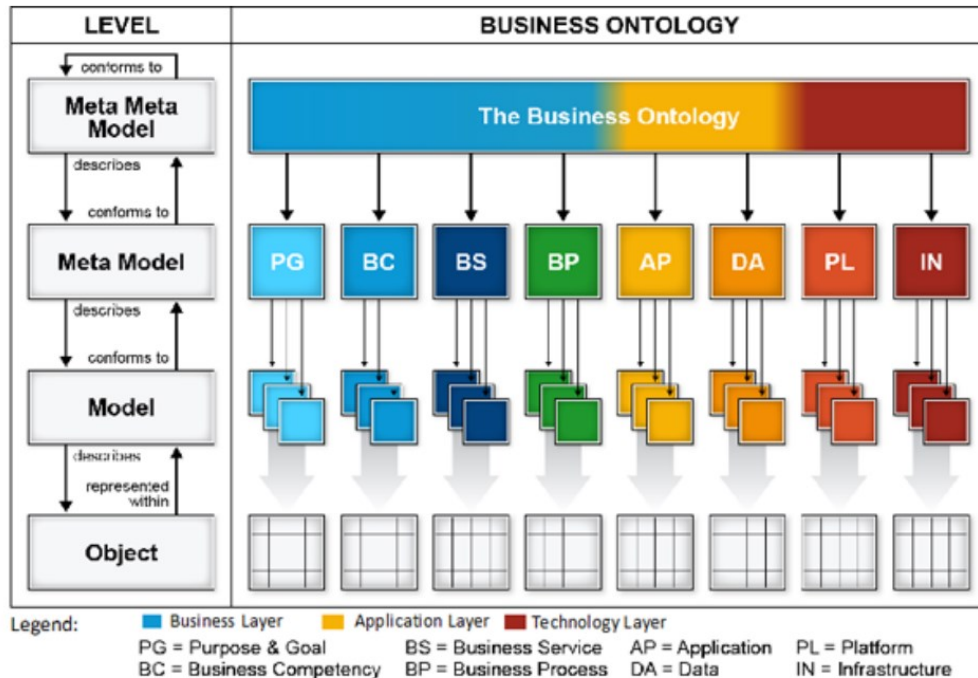 LEVEL
BUSINESS ONTOLOGY
conforms to
Meta Meta
Model
The Business Ontology
describes
conforms to
Meta Model
PG
BC
BS
BP
AP
DA
PL
IN
describes
conforms to
Model
describes
represented
within
Object
Legend:
Business Layer
Application Layer
Technology Layer
PG = Purpose & Goal
BS = Business Service
AP = Application
PL = Platform
BC = Business Competency
BP = Business Process
DA = Data
IN = Infrastructure